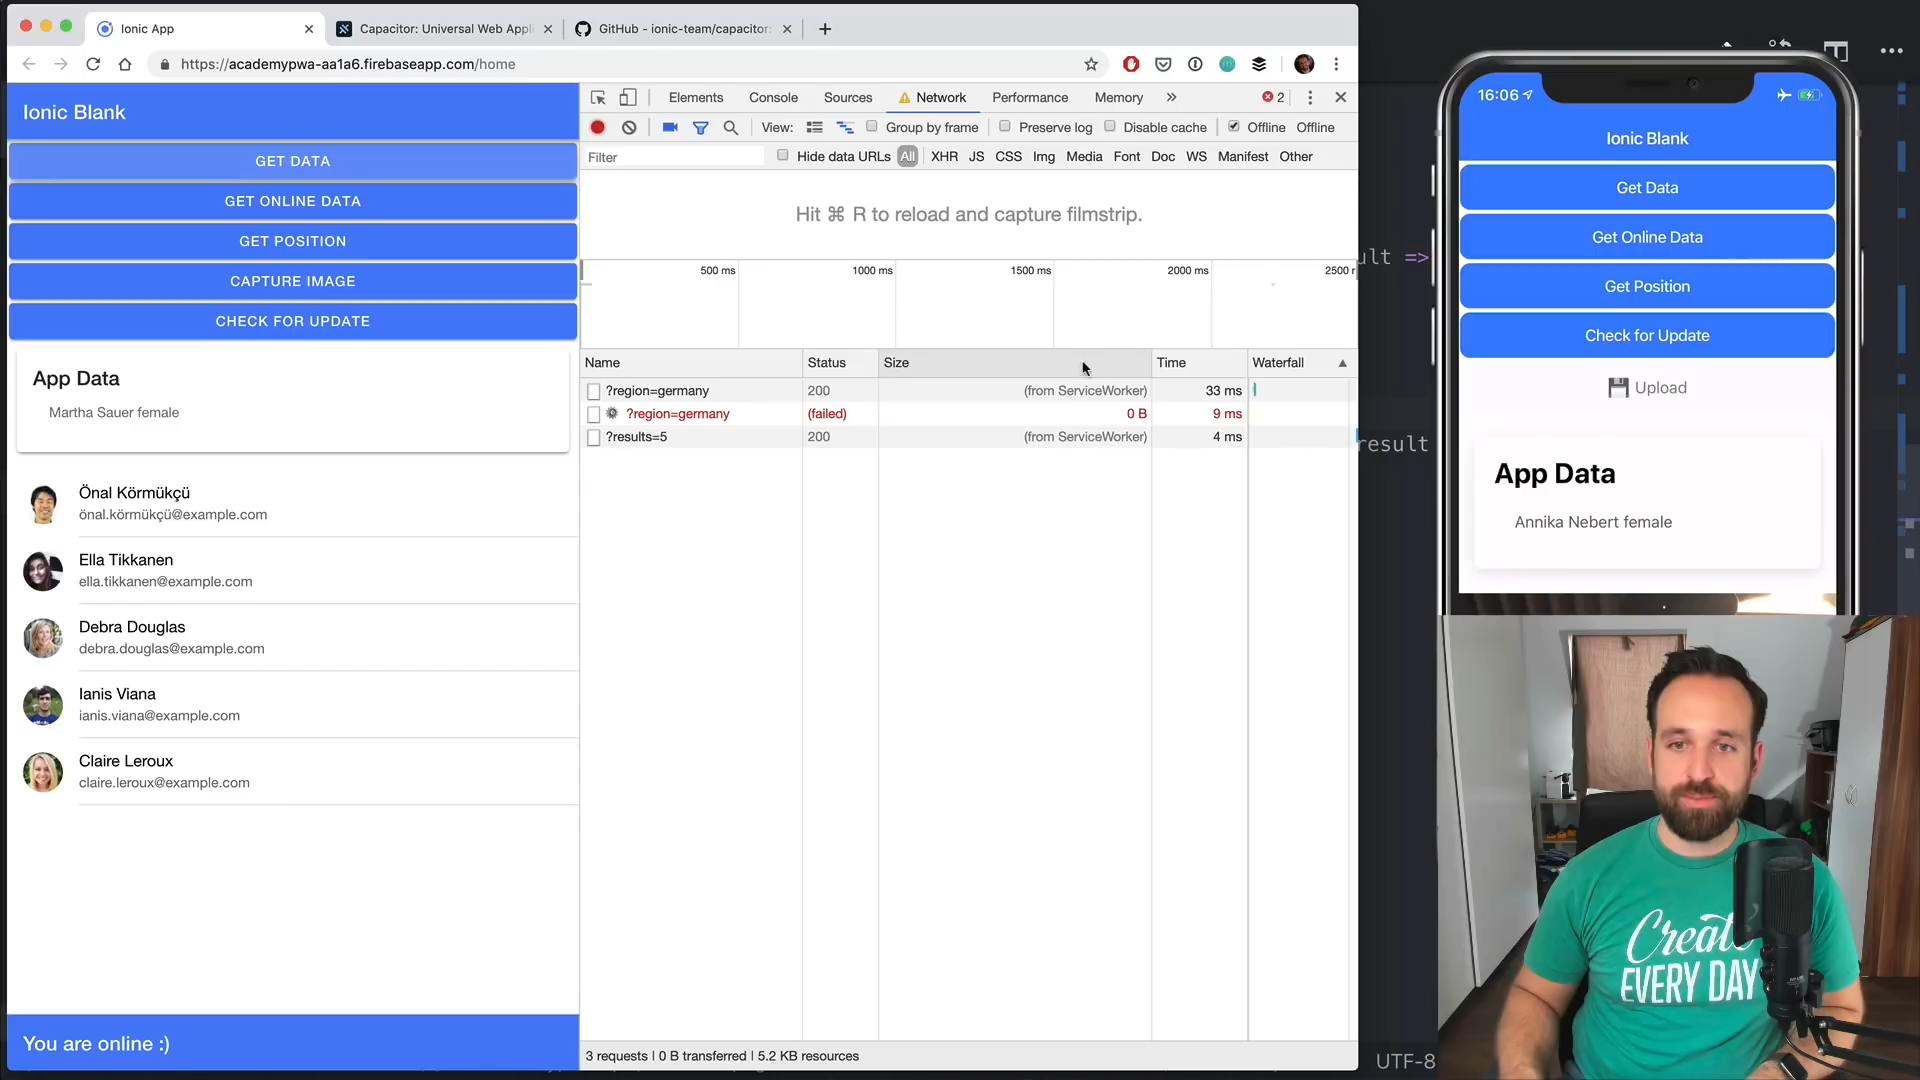 Ionic App
Capacitor: Universal Web Appl
GitHub - ionic-team/capacitor:
https://academypwa-aa1a6.firebaseapp.com/home
Ionic Blank
GET DATA
GET ONLINE DATA
GET POSITION
CAPTURE IMAGE
CHECK FOR UPDATE
App Data
Martha Sauer female
Önal Körmükçü
önal.körmükçü@example.com
Ella Tikkanen
ella.tikkanen@example.com
Debra Douglas
debra.douglas@example.com
Ianis Viana
ianis.viana@example.com
Claire Leroux
claire.leroux@example.com
You are online :)
Elements Console Sources Network Performance Memory » 2
View: Group by frame Preserve log Disable cache Offline Offline
Filter Hide data URLs All XHR JS CSS Img Media Font Doc WS Manifest Other
Hit ⌘ R to reload and capture filmstrip.
500 ms 1000 ms 1500 ms 2000 ms 2500 r
Name Status Size Time Waterfall
?region=germany 200 (from ServiceWorker) 33 ms
?region=germany (failed) 0 B 9 ms
?results=5 200 (from ServiceWorker) 4 ms
3 requests | 0 B transferred | 5.2 KB resources
ult =>
result
UTF-8
16:06
Ionic Blank
Get Data
Get Online Data
Get Position
Check for Update
💾 Upload
App Data
Annika Nebert female
Create
EVERY DAY